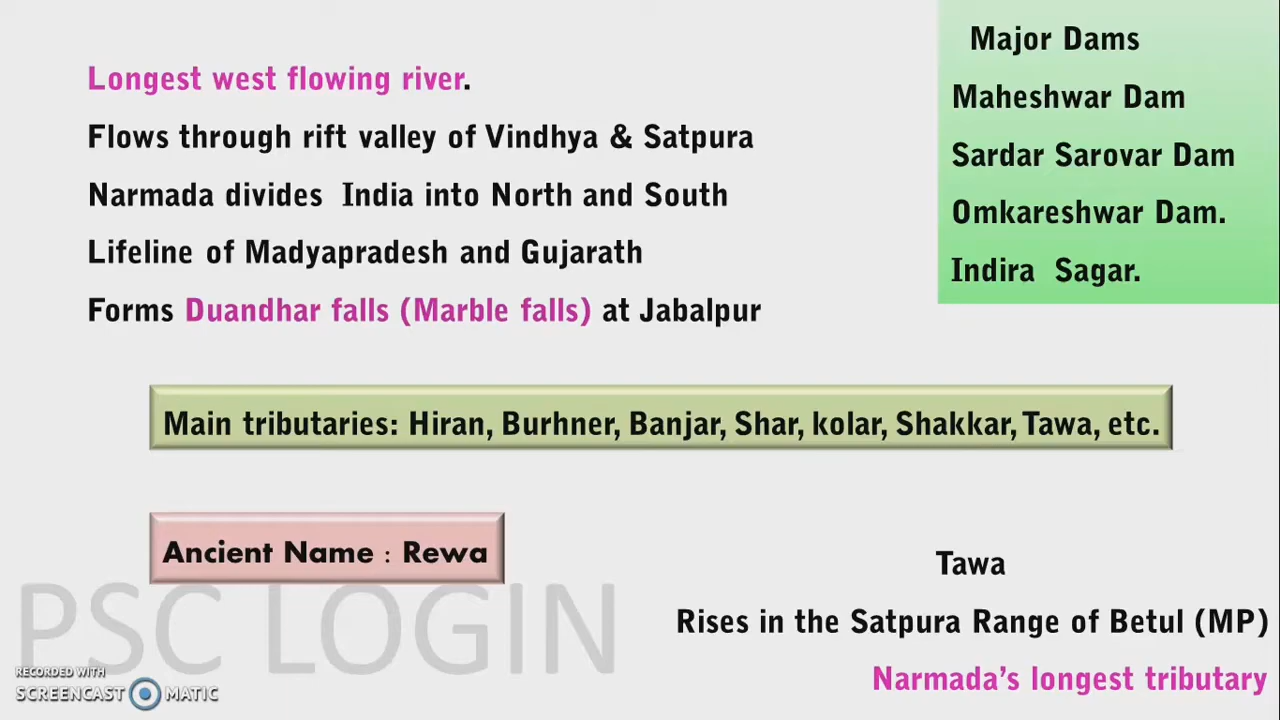 Longest west flowing river.
Flows through rift valley of Vindhya & Satpura
Narmada divides India into North and South
Lifeline of Madyapradesh and Gujarath
Forms Duandhar falls (Marble falls) at Jabalpur
Major Dams
Maheshwar Dam
Sardar Sarovar Dam
Omkareshwar Dam.
Indira Sagar.
Main tributaries: Hiran, Burhner, Banjar, Shar, kolar, Shakkar, Tawa, etc.
Ancient Name : Rewa
Tawa
Rises in the Satpura Range of Betul (MP)
Narmada's longest tributary
PSC LOGIN
RECORDED WITH
SCREENCAST MATIC